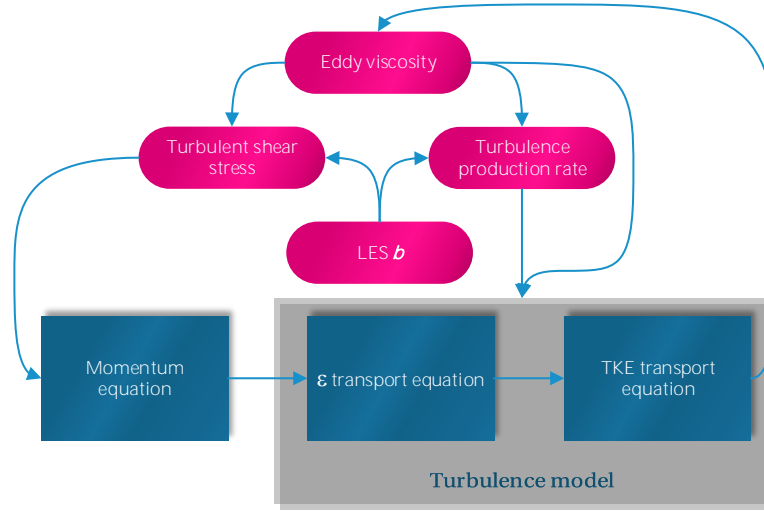 Eddy viscosity
Turbulent shear
stress
Turbulence
production rate
LES b
Momentum
equation
ε transport equation
TKE transport
equation
Turbulence model